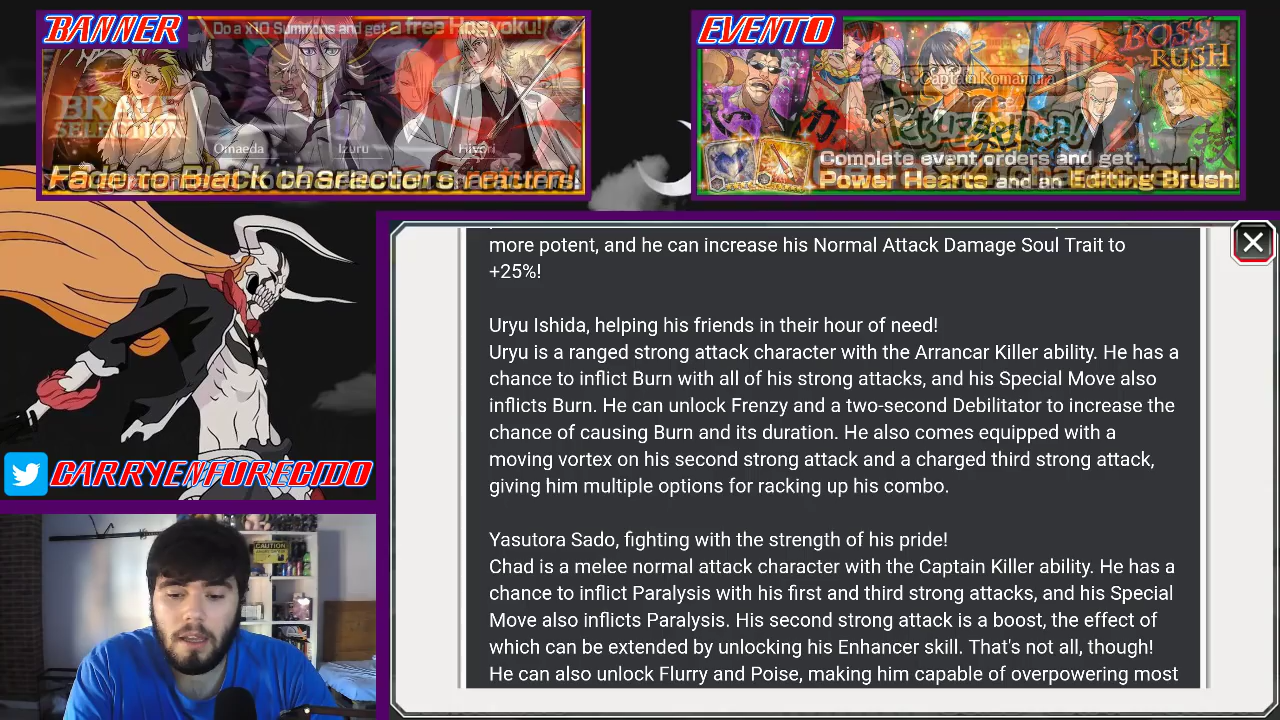 BANNER
Do a x10 Summons and get a free Hogyoku!
BRAVE
SELECTION
Omaeda
Izuru
Hiyori
Fade to Black
EVENTO
BOSS
RUSH
Captain Komamura
Complete event orders and get
Power Hearts and an Editing Brush!
more potent, and he can increase his Normal Attack Damage Soul Trait to
+25%!
Uryu Ishida, helping his friends in their hour of need!
Uryu is a ranged strong attack character with the Arrancar Killer ability. He has a
chance to inflict Burn with all of his strong attacks, and his Special Move also
inflicts Burn. He can unlock Frenzy and a two-second Debilitator to increase the
chance of causing Burn and its duration. He also comes equipped with a
moving vortex on his second strong attack and a charged third strong attack,
giving him multiple options for racking up his combo.
Yasutora Sado, fighting with the strength of his pride!
Chad is a melee normal attack character with the Captain Killer ability. He has a
chance to inflict Paralysis with his first and third strong attacks, and his Special
Move also inflicts Paralysis. His second strong attack is a boost, the effect of
which can be extended by unlocking his Enhancer skill. That's not all, though!
He can also unlock Flurry and Poise, making him capable of overpowering most
GARRYENFURECIDO
CAUTION